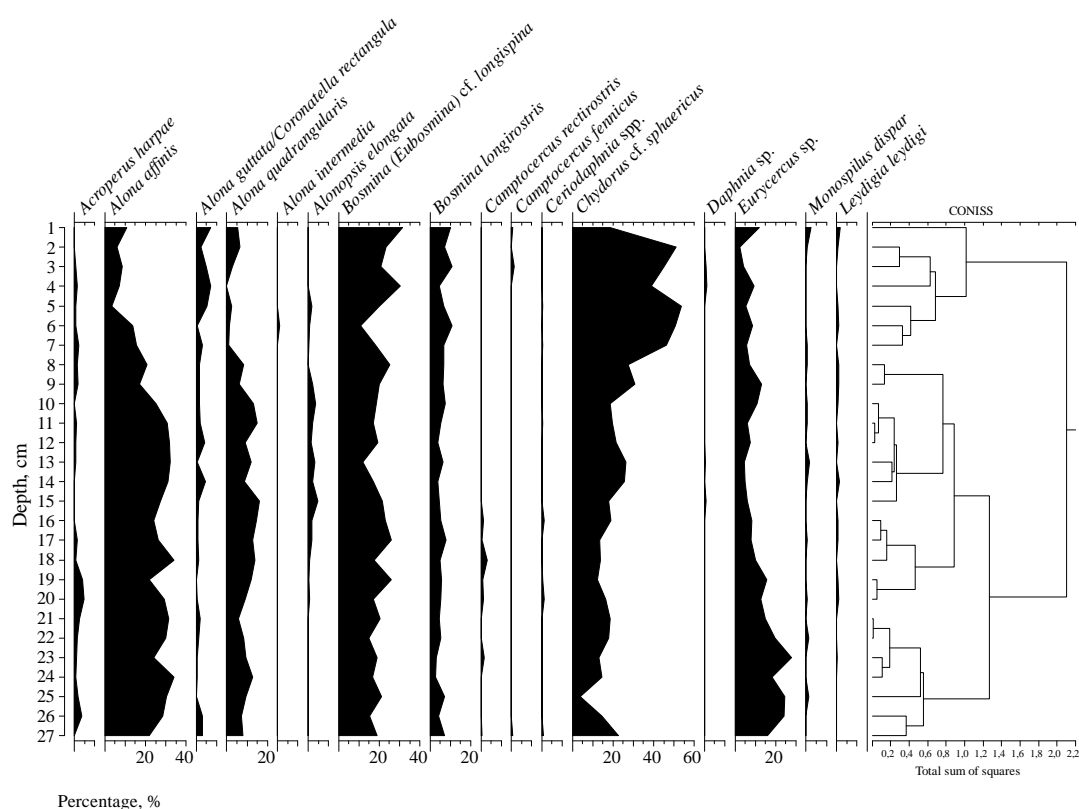 Acroperus harpae
Alona affinis
Alona guttata/Coronatella rectangula
Alona quadrangularis
Alona intermedia
Alonopsis elongata
Bosmina (Eubosmina) cf. longispina
Bosmina longirostris
Camptocercus rectirostris
Camptocercus fennicus
Ceriodaphnia spp.
Chydorus cf. sphaericus
Daphnia sp.
Eurycercus sp.
Monospilus dispar
Leydigia leydigi
CONISS
Depth, cm
1
2
3
4
5
6
7
8
9
10
11
12
13
14
15
16
17
18
19
20
21
22
23
24
25
26
27
20 40 20 20 40 20 20 40 60 20
0,2 0,4 0,6 0,8 1,0 1,2 1,4 1,6 1,8 2,0 2,2
Total sum of squares
Percentage, %